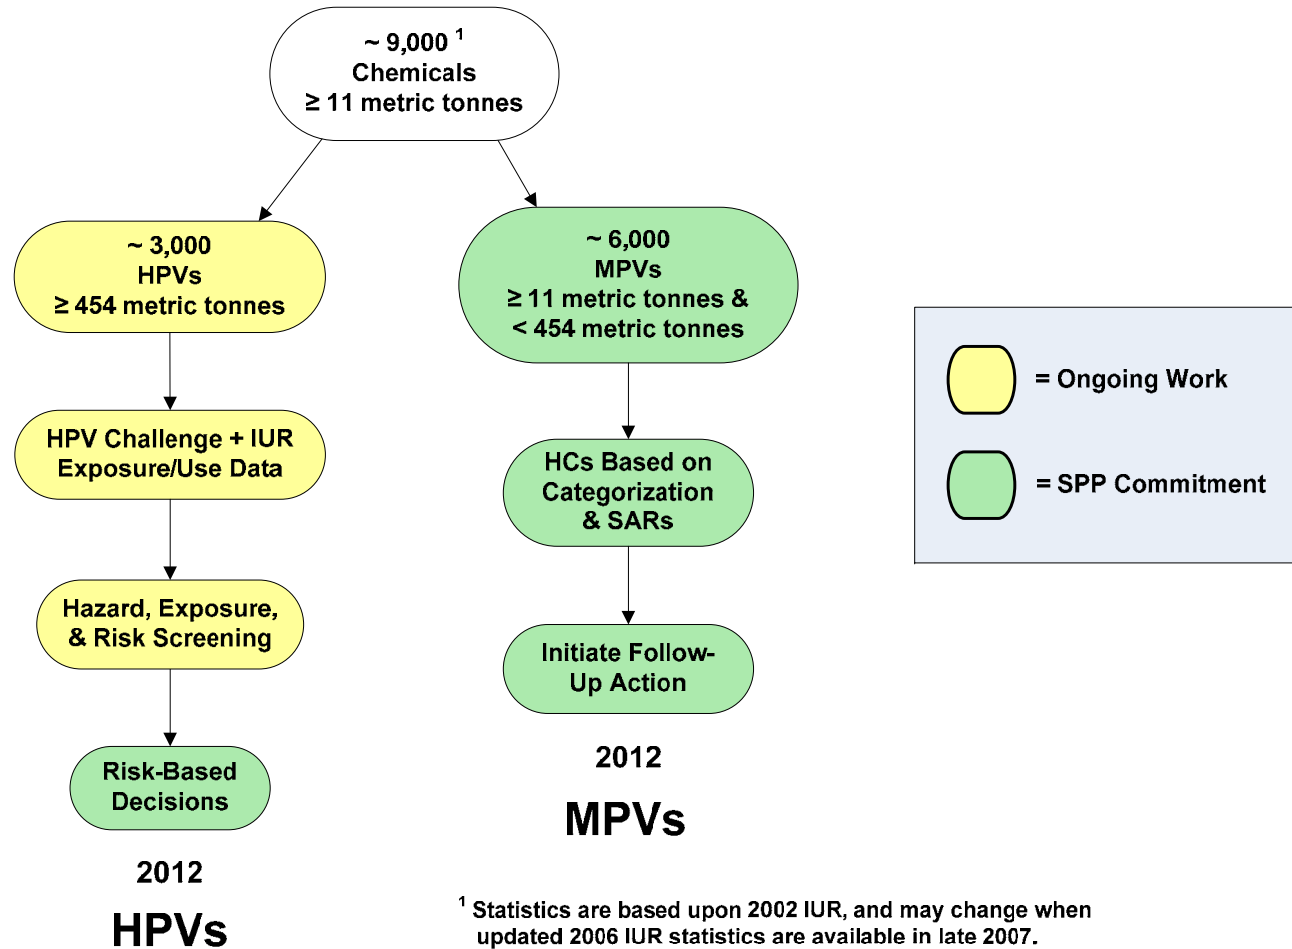 ~ 9,000 ¹
Chemicals
≥ 11 metric tonnes
~ 3,000
HPVs
≥ 454 metric tonnes
~ 6,000
MPVs
≥ 11 metric tonnes &
< 454 metric tonnes
HPV Challenge + IUR
Exposure/Use Data
HCs Based on
Categorization
& SARs
Hazard, Exposure,
& Risk Screening
Initiate Follow-
Up Action
Risk-Based
Decisions
2012
HPVs
2012
MPVs
= Ongoing Work
= SPP Commitment
¹ Statistics are based upon 2002 IUR, and may change when
updated 2006 IUR statistics are available in late 2007.